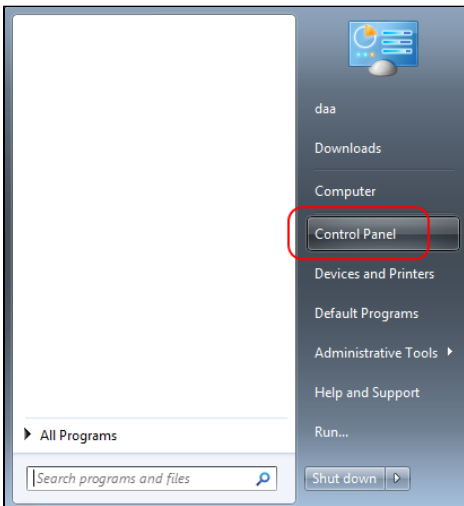 daa
Downloads
Computer
Control Panel
Devices and Printers
Default Programs
Administrative Tools
Help and Support
Run...
All Programs
Search programs and files
Shut down